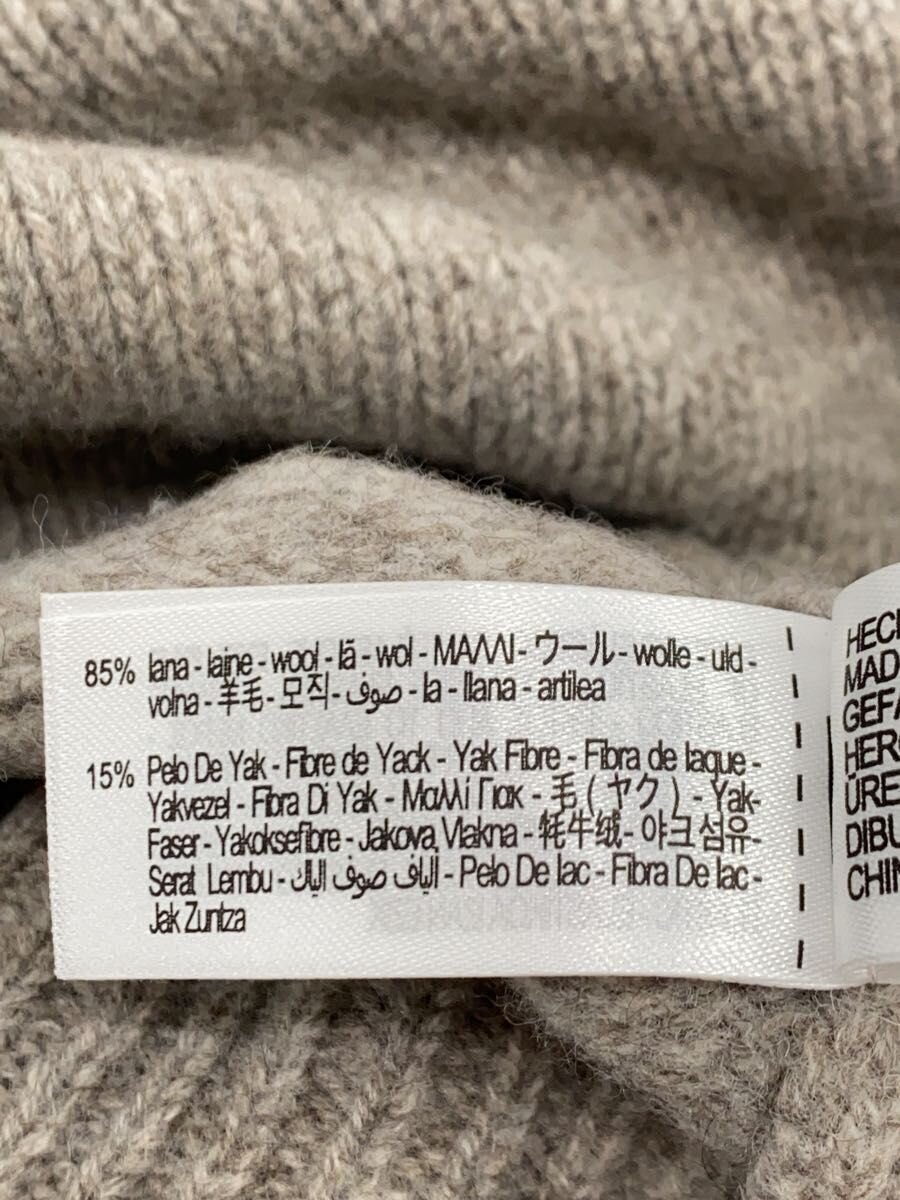 85% lana - laine - wool - lã - wol - ΜΑΛΛΙ - ウール - wolle - uld -
volna - 羊毛 - 모직 - صوف - la - llana - artilea
15% Pelo De Yak - Fibre de Yack - Yak Fibre - Fibra de Iaque -
Yakvezel - Fibra Di Yak - Μαλλί Γιακ - 毛 ( ヤク ) - Yak-
Faser - Yakoksefibre - Jakova, Vlakna - 牦牛绒 - 야크섬유-
Serat Lembu - الياف صوف الياك - Pelo De Iac - Fibra De Iac -
Jak Zuntza
HECH
MAD
GEFA
HERG
ÜRE
DIBU
CHIN